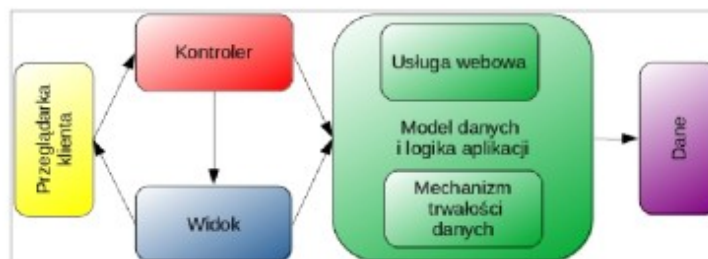 Kontroler
Usługa webowa
Przeglądarka
klienta
Model danych
i logika aplikacji
Dane
Widok
Mechanizm
trwałości
danych